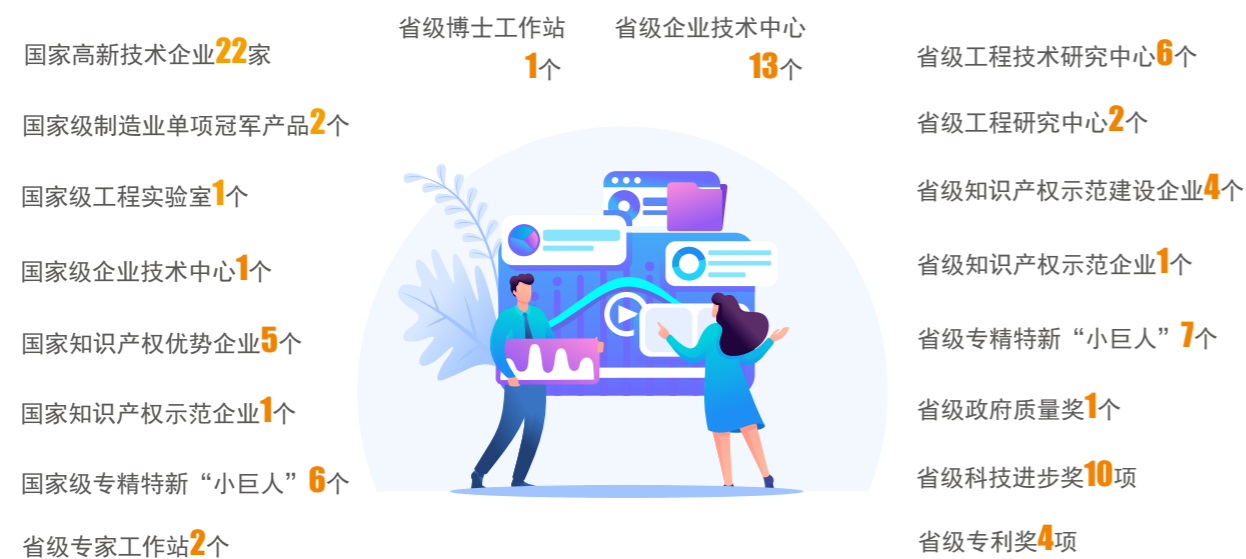 国家高新技术企业22家
国家级制造业单项冠军产品2个
国家级工程实验室1个
国家级企业技术中心1个
国家知识产权优势企业5个
国家知识产权示范企业1个
国家级专精特新“小巨人”6个
省级专家工作站2个
省级博士工作站
1个
省级企业技术中心
13个
省级工程技术研究中心6个
省级工程研究中心2个
省级知识产权示范建设企业4个
省级知识产权示范企业1个
省级专精特新“小巨人”7个
省级政府质量奖1个
省级科技进步奖10项
省级专利奖4项